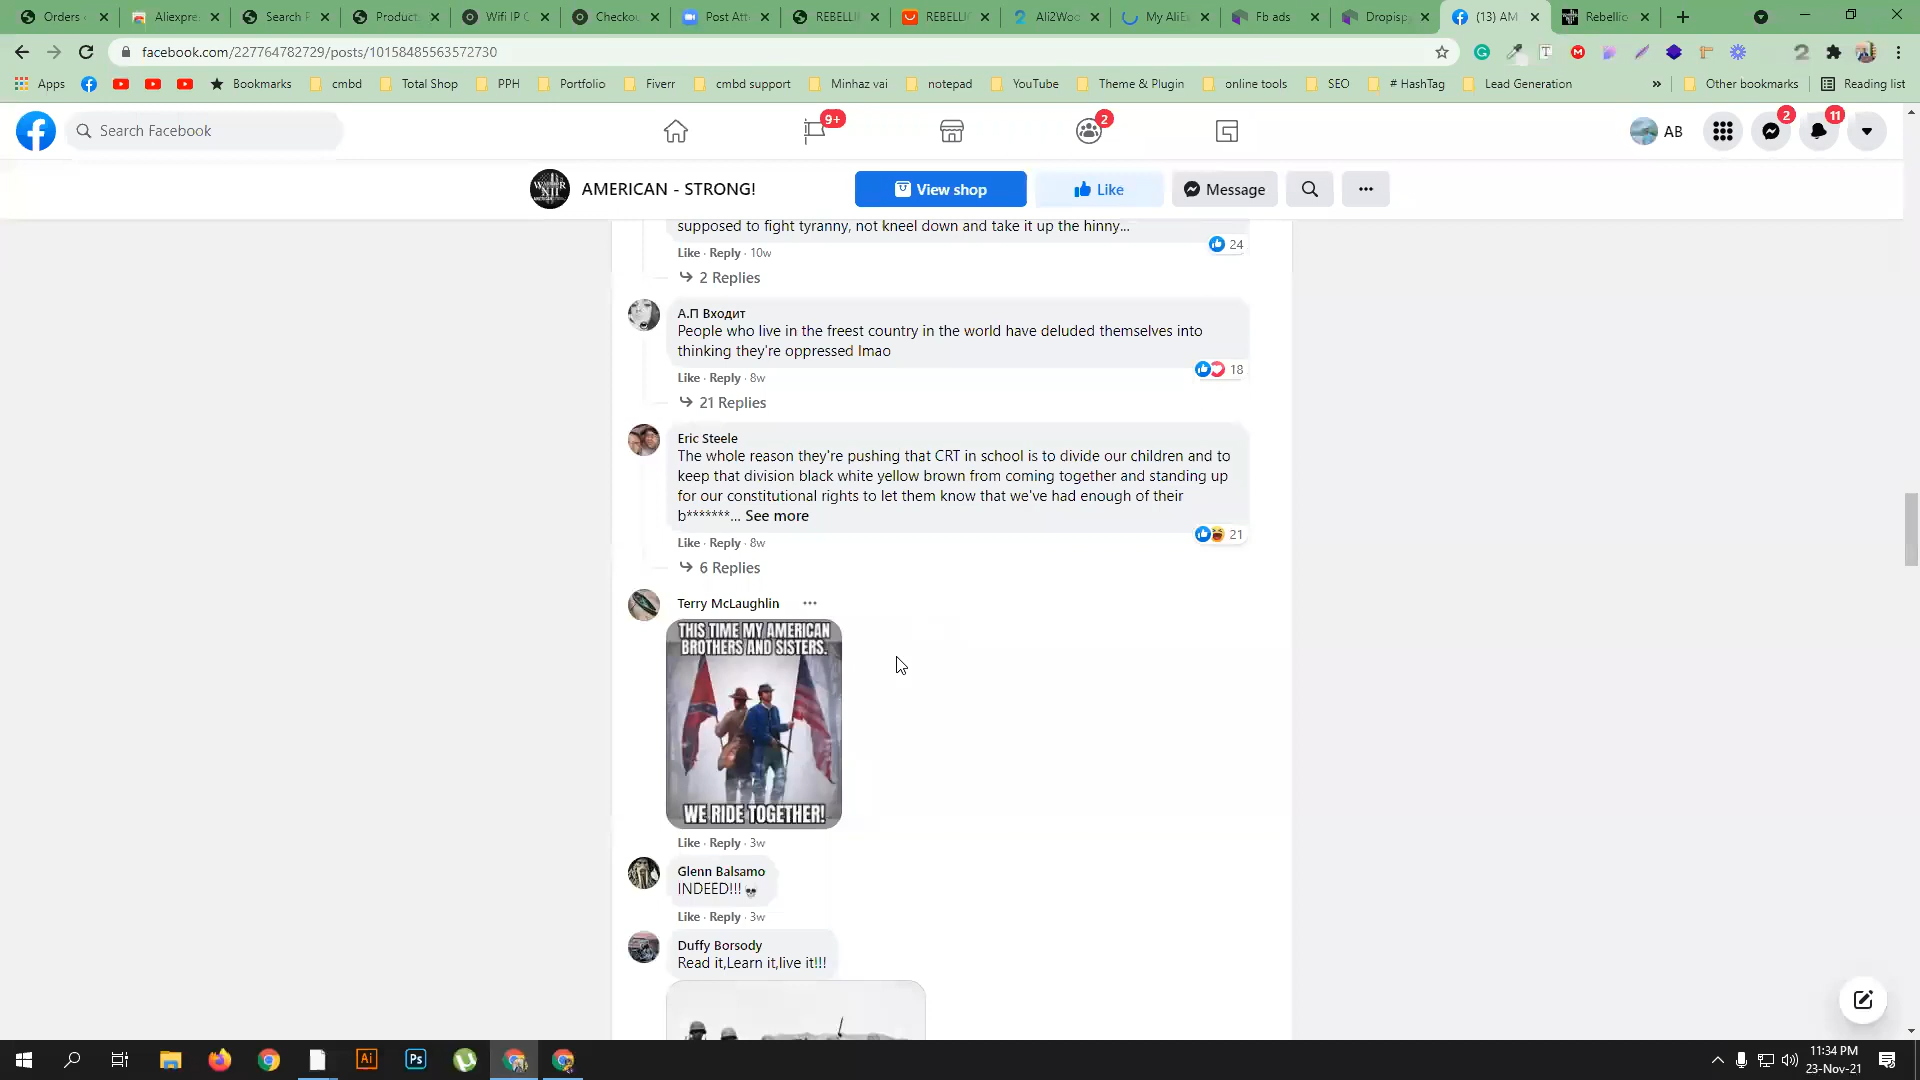 Orders
Aliexpre
Search F
Product
Wifi IP C
Checkou
Post Att
REBELLI
REBELLI
Ali2Woo
My AliE
Fb ads
Dropisp
(13) AM
Rebellio
facebook.com/227764782729/posts/10158485563572730
Apps
Bookmarks
cmbd
Total Shop
PPH
Portfolio
Fiverr
cmbd support
Minhaz vai
notepad
YouTube
Theme & Plugin
online tools
SEO
# HashTag
Lead Generation
»
Other bookmarks
Reading list
Search Facebook
9+
2
AB
2
11
AMERICAN - STRONG!
View shop
Like
Message
supposed to fight tyranny, not kneel down and take it up the hinny...
24
Like · Reply · 10w
2 Replies
А.П Входит
People who live in the freest country in the world have deluded themselves into
thinking they're oppressed lmao
18
Like · Reply · 8w
21 Replies
Eric Steele
The whole reason they're pushing that CRT in school is to divide our children and to
keep that division black white yellow brown from coming together and standing up
for our constitutional rights to let them know that we've had enough of their
b*******... See more
21
Like · Reply · 8w
6 Replies
Terry McLaughlin
THIS TIME MY AMERICAN
BROTHERS AND SISTERS.
WE RIDE TOGETHER!
Like · Reply · 3w
Glenn Balsamo
INDEED!!!
Like · Reply · 3w
Duffy Borsody
Read it,Learn it,live it!!!
Ai
Ps
11:34 PM
23-Nov-21